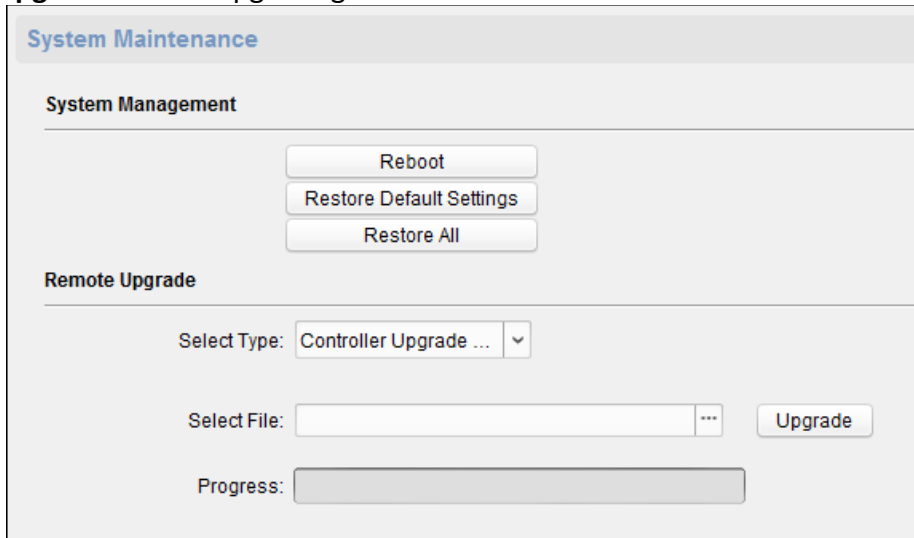 System Maintenance
System Management
Reboot
Restore Default Settings
Restore All
Remote Upgrade
Select Type: Controller Upgrade ...
Select File: ... Upgrade
Progress: